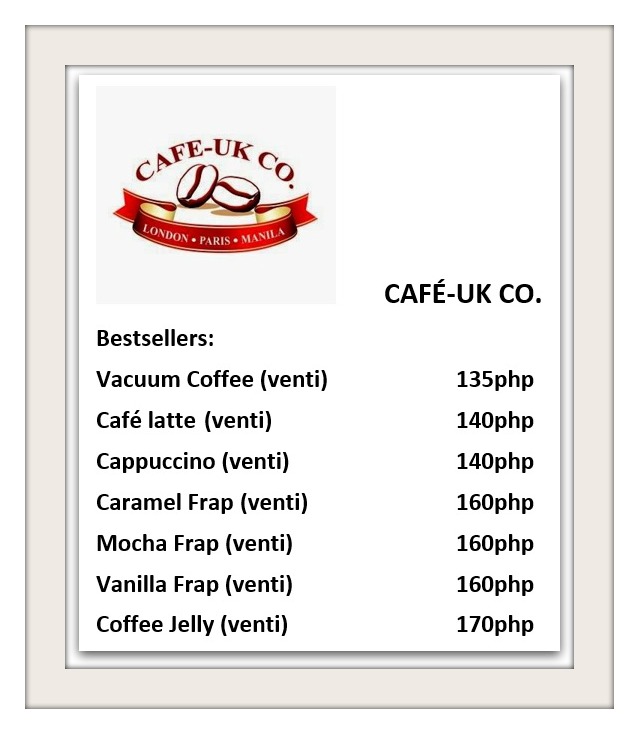 CAFE-UK CO.
LONDON • PARIS • MANILA
CAFÉ-UK CO.
Bestsellers:
Vacuum Coffee (venti) 135php
Café latte (venti) 140php
Cappuccino (venti) 140php
Caramel Frap (venti) 160php
Mocha Frap (venti) 160php
Vanilla Frap (venti) 160php
Coffee Jelly (venti) 170php